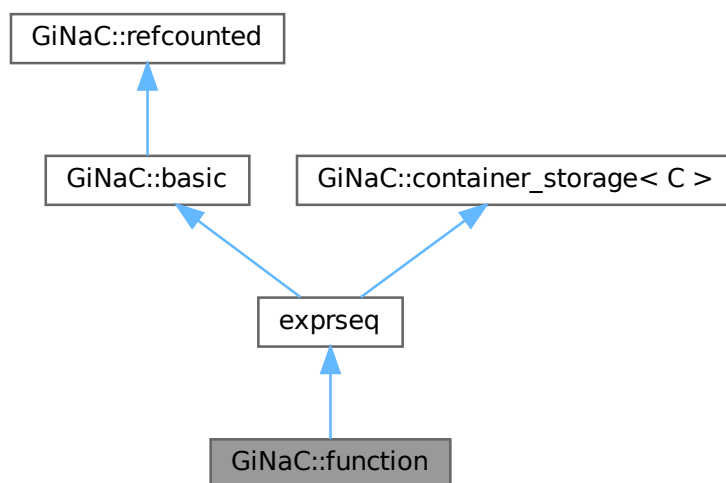 GiNaC::refcounted
GiNaC::basic
GiNaC::container_storage< C >
exprseq
GiNaC::function